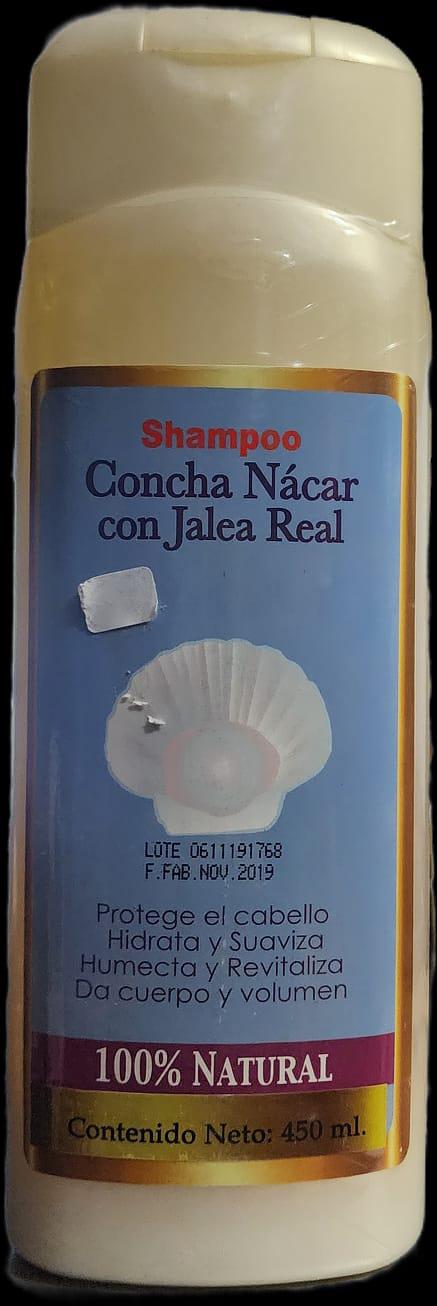 Shampoo
Concha Nácar
con Jalea Real
LOTE 0611191768
F.FAB.NOV.2019
Protege el cabello
Hidrata y Suaviza
Humecta y Revitaliza
Da cuerpo y volumen
100% NATURAL
Contenido Neto: 450 ml.